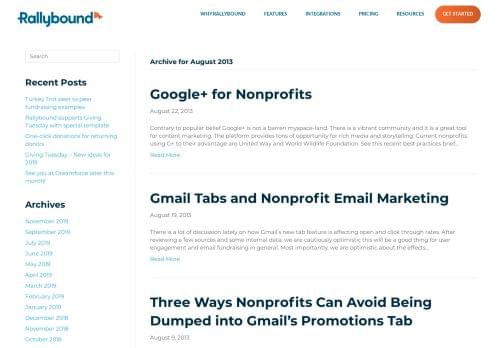 Rallybound
WHY RALLYBOUND
FEATURES
INTEGRATIONS
PRICING
RESOURCES
GET STARTED
Search
Recent Posts
Turkey Trot peer to peer
fundraising examples
Rallybound supports Giving
Tuesday with special template
One-click donations for returning
donors
Giving Tuesday – New ideas for
2019
See you at Dreamforce later this
month!
Archives
November 2019
September 2019
July 2019
June 2019
May 2019
April 2019
March 2019
February 2019
January 2019
December 2018
November 2018
October 2018
Archive for August 2013
Google+ for Nonprofits
August 22, 2013
Contrary to popular belief Google+ is not a barren myspace-land. There is a vibrant community and it is a great tool
for content marketing. The platform provides tons of opportunity for rich media and storytelling. Current nonprofits
using G+ to their advantage are United Way and World Wildlife Foundation. See this recent best practices brief...
Read More
Gmail Tabs and Nonprofit Email Marketing
August 19, 2013
There is a lot of discussion lately on how Gmail's new tab feature is affecting open and click through rates. After
reviewing a few sources and some internal data, we are cautiously optimistic this will be a good thing for user
engagement and email fundraising in general. Most importantly, we are optimistic about the effects...
Read More
Three Ways Nonprofits Can Avoid Being
Dumped into Gmail's Promotions Tab
August 9, 2013